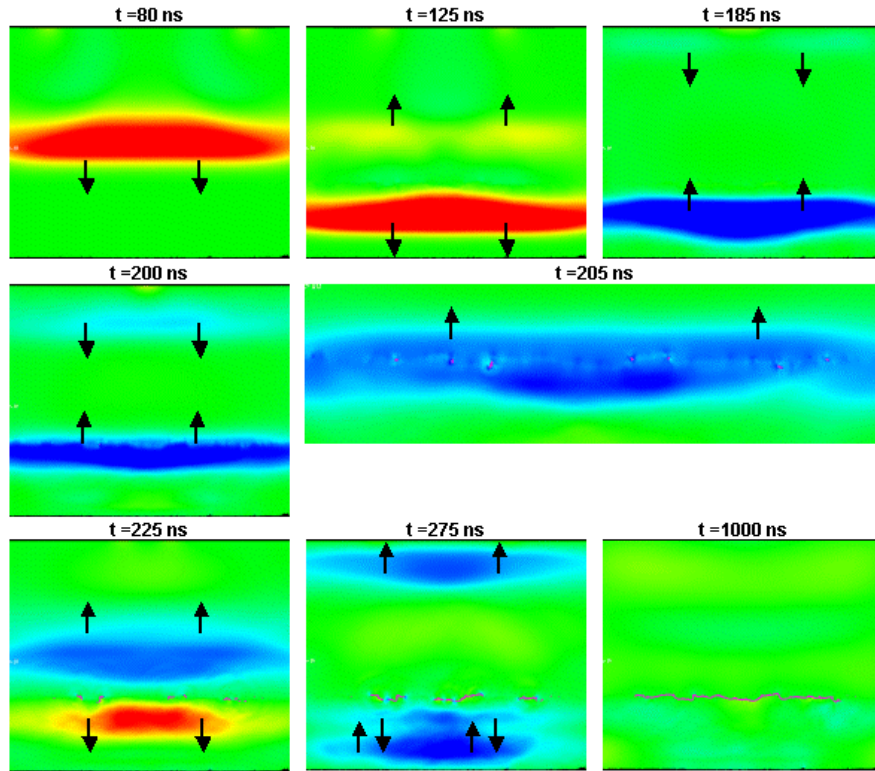 t =80 ns
t =125 ns
t =185 ns
t =200 ns
t =205 ns
t =225 ns
t =275 ns
t =1000 ns